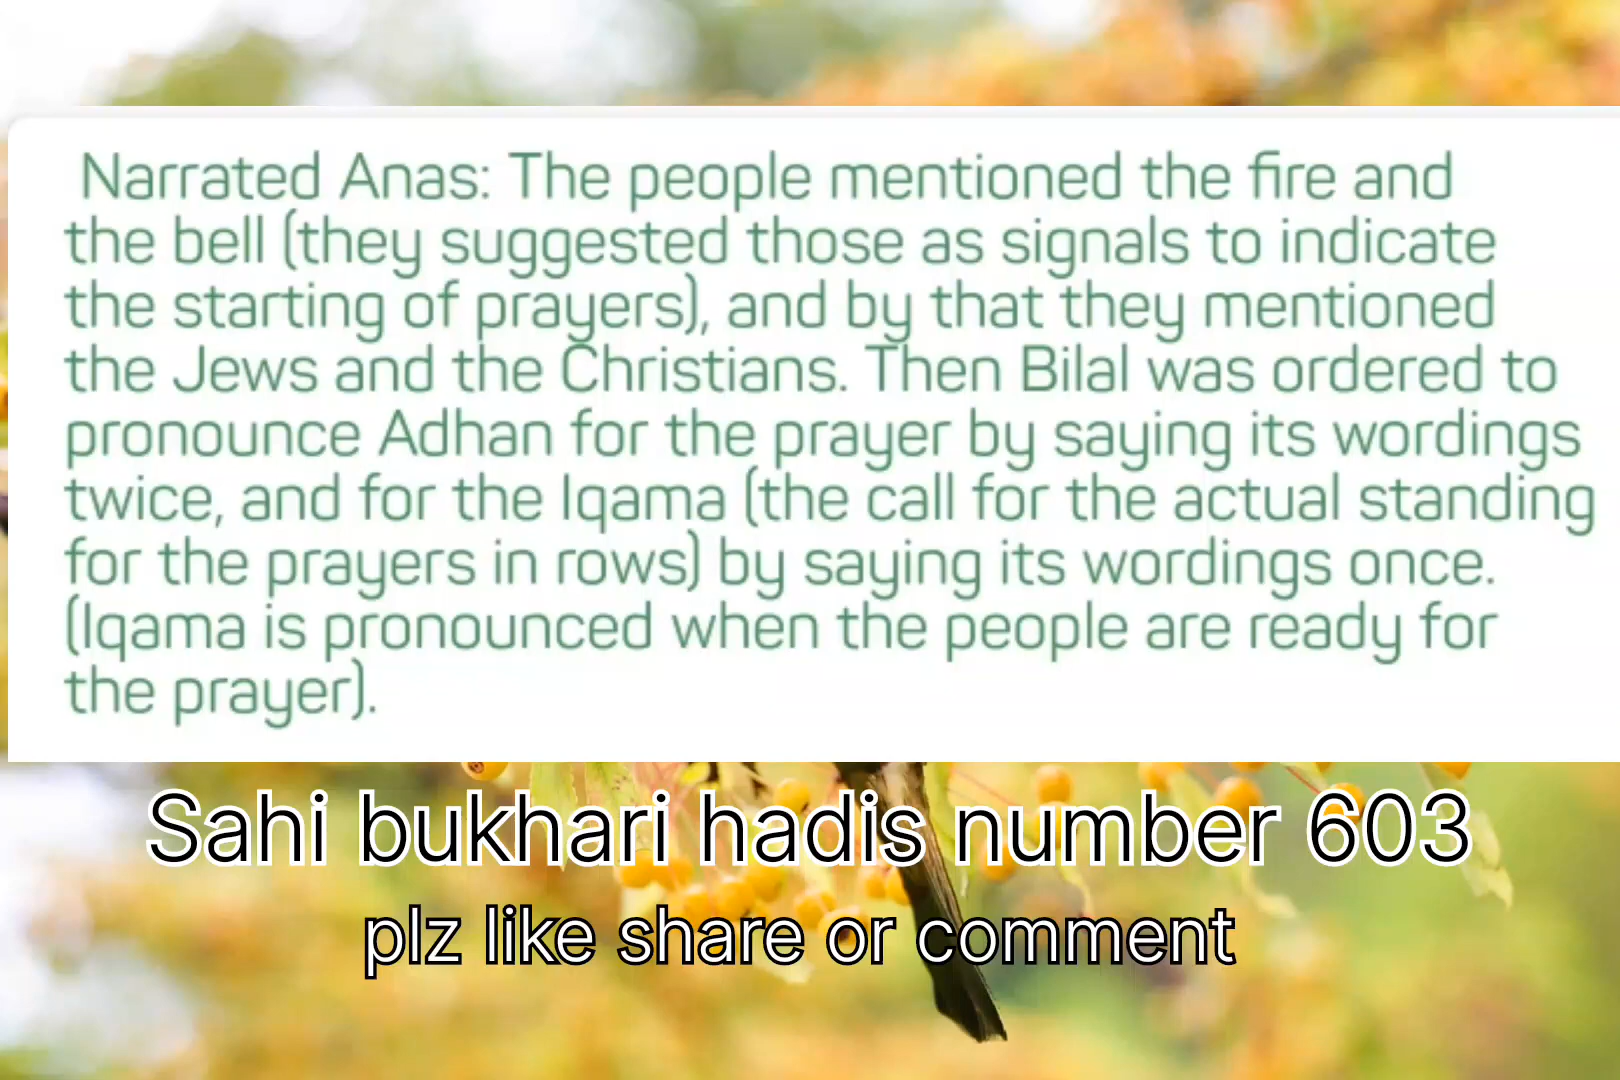 Narrated Anas: The people mentioned the fire and
the bell (they suggested those as signals to indicate
the starting of prayers), and by that they mentioned
the Jews and the Christians. Then Bilal was ordered to
pronounce Adhan for the prayer by saying its wordings
twice, and for the Iqama (the call for the actual standing
for the prayers in rows) by saying its wordings once.
(Iqama is pronounced when the people are ready for
the prayer).
Sahi bukhari hadis number 603
plz like share or comment